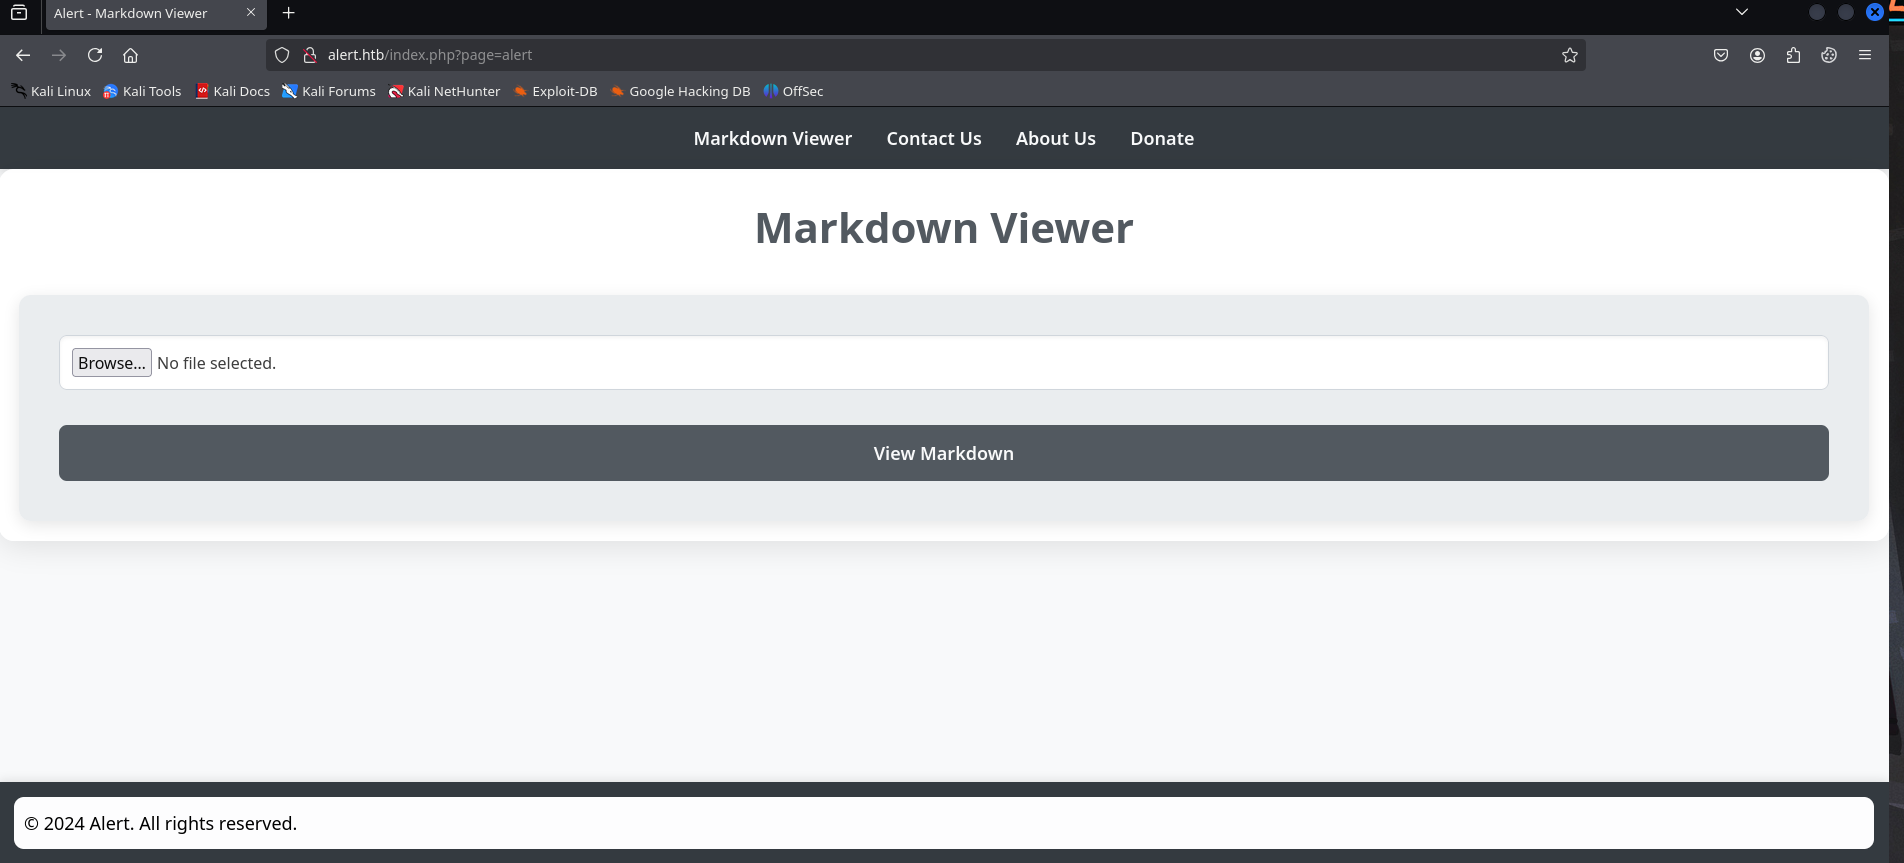 Alert - Markdown Viewer
alert.htb/index.php?page=alert
Kali Linux Kali Tools Kali Docs Kali Forums Kali NetHunter Exploit-DB Google Hacking DB OffSec
Markdown Viewer Contact Us About Us Donate
Markdown Viewer
Browse... No file selected.
View Markdown
© 2024 Alert. All rights reserved.